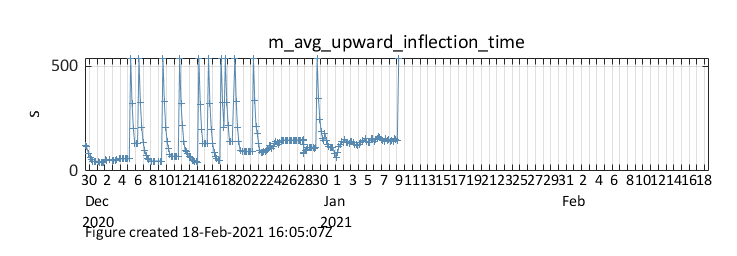 m_avg_upward_inflection_time
500
s
0
30 2 4 6 8 10 12 14 16 18 20 22 24 26 28 30 1 3 5 7 9 11 13 15 17 19 21 23 25 27 29 31 2 4 6 8 10 12 14 16 18
Dec Jan Feb
2020 2021
Figure created 18-Feb-2021 16:05:07Z